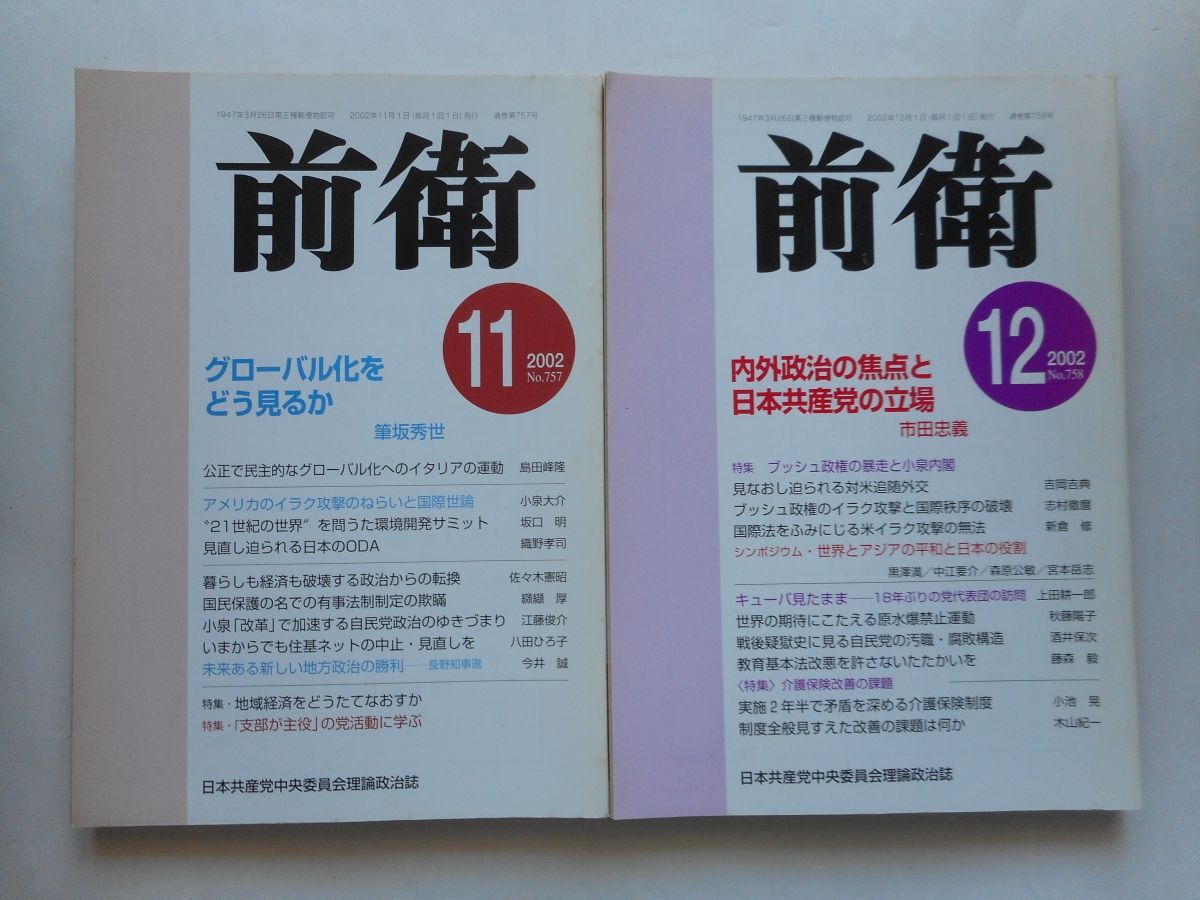 1947年3月26日第三種郵便物認可 2002年11月1日(毎月1回1日)発行 通巻第757号
前衛
11
2002
No.757
グローバル化を
どう見るか
筆坂秀世
公正で民主的なグローバル化へのイタリアの運動 島田峰隆
アメリカのイラク攻撃のねらいと国際世論 小泉大介
“21世紀の世界”を問うた環境開発サミット 坂口 明
見直し迫られる日本のODA 織野孝司
暮らしも経済も破壊する政治からの転換 佐々木憲昭
国民保護の名での有事法制制定の欺瞞 纐纈 厚
小泉「改革」で加速する自民党政治のゆきづまり 江藤俊介
いまからでも住基ネットの中止・見直しを 八田ひろ子
未来ある新しい地方政治の勝利――長野知事選 今井 誠
特集・地域経済をどうたてなおすか
特集・「支部が主役」の党活動に学ぶ
日本共産党中央委員会理論政治誌
1947年3月26日第三種郵便物認可 2002年12月1日(毎月1回1日)発行 通巻第758号
前衛
12
2002
No.758
内外政治の焦点と
日本共産党の立場
市田忠義
特集 ブッシュ政権の暴走と小泉内閣
見なおし迫られる対米追随外交 吉岡吉典
ブッシュ政権のイラク攻撃と国際秩序の破壊 志村徹麿
国際法をふみにじる米イラク攻撃の無法 新倉 修
シンポジウム・世界とアジアの平和と日本の役割
黒澤満/中江要介/森原公敏/宮本岳志
キューバ見たまま――18年ぶりの党代表団の訪問 上田耕一郎
世界の期待にこたえる原水爆禁止運動 秋藤陽子
戦後疑獄史に見る自民党の汚職・腐敗構造 酒井保次
教育基本法改悪を許さないたたかいを 藤森 毅
〈特集〉介護保険改善の課題
実施2年半で矛盾を深める介護保険制度 小池 晃
制度全般見すえた改善の課題は何か 木山紀一
日本共産党中央委員会理論政治誌